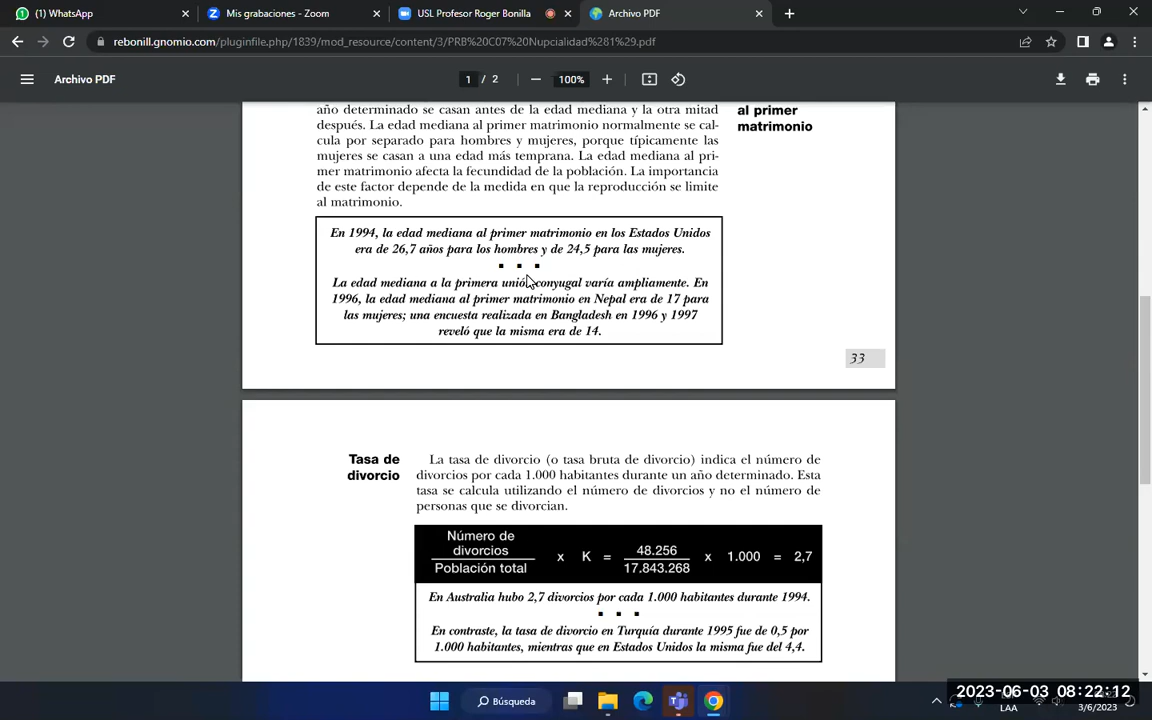 (1) WhatsApp
Mis grabaciones - Zoom
USL Profesor Roger Bonilla
Archivo PDF
rebonill.gnomio.com/pluginfile.php/1839/mod_resource/content/3/PRB%20C07%20Nupcialidad%281%29.pdf
Archivo PDF
1 / 2
100%
año determinado se casan antes de la edad mediana y la otra mitad
después. La edad mediana al primer matrimonio normalmente se cal-
cula por separado para hombres y mujeres, porque típicamente las
mujeres se casan a una edad más temprana. La edad mediana al pri-
mer matrimonio afecta la fecundidad de la población. La importancia
de este factor depende de la medida en que la reproducción se limite
al matrimonio.
al primer
matrimonio
En 1994, la edad mediana al primer matrimonio en los Estados Unidos
era de 26,7 años para los hombres y de 24,5 para las mujeres.
La edad mediana a la primera unión conyugal varía ampliamente. En
1996, la edad mediana al primer matrimonio en Nepal era de 17 para
las mujeres; una encuesta realizada en Bangladesh en 1996 y 1997
reveló que la misma era de 14.
33
Tasa de
divorcio
La tasa de divorcio (o tasa bruta de divorcio) indica el número de
divorcios por cada 1.000 habitantes durante un año determinado. Esta
tasa se calcula utilizando el número de divorcios y no el número de
personas que se divorcian.
Número de
divorcios
Población total
x K =
48.256
17.843.268
x 1.000 = 2,7
En Australia hubo 2,7 divorcios por cada 1.000 habitantes durante 1994.
En contraste, la tasa de divorcio en Turquía durante 1995 fue de 0,5 por
1.000 habitantes, mientras que en Estados Unidos la misma fue del 4,4.
Búsqueda
2023-06-03 08:22:12
LAA
3/6/2023